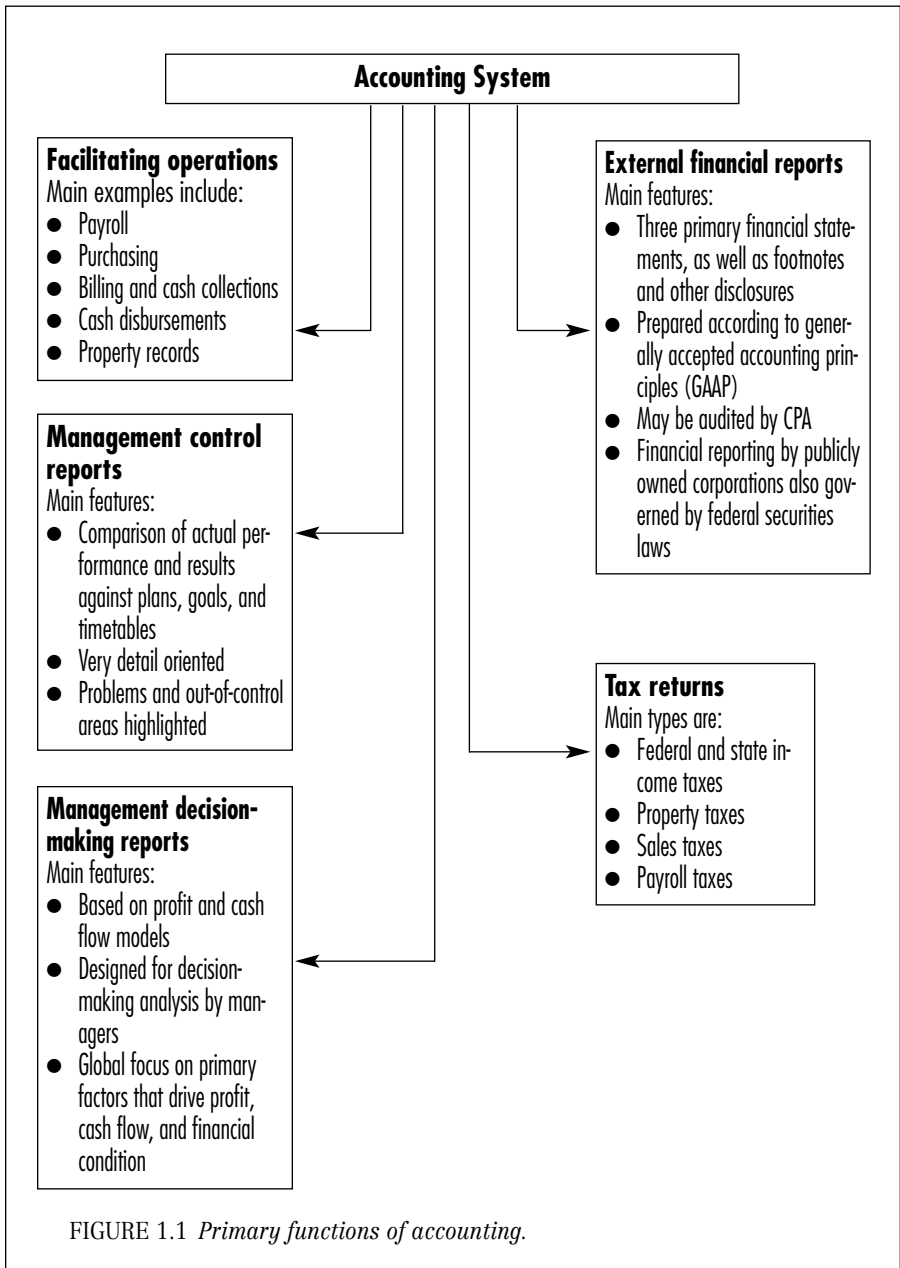 Accounting System
Facilitating operations
Main examples include:
● Payroll
● Purchasing
● Billing and cash collections
● Cash disbursements
● Property records
Management control
reports
Main features:
● Comparison of actual per-
formance and results
against plans, goals, and
timetables
● Very detail oriented
● Problems and out-of-control
areas highlighted
Management decision-
making reports
Main features:
● Based on profit and cash
flow models
● Designed for decision-
making analysis by man-
agers
● Global focus on primary
factors that drive profit,
cash flow, and financial
condition
External financial reports
Main features:
● Three primary financial state-
ments, as well as footnotes
and other disclosures
● Prepared according to gener-
ally accepted accounting prin-
ciples (GAAP)
● May be audited by CPA
● Financial reporting by publicly
owned corporations also gov-
erned by federal securities
laws
Tax returns
Main types are:
● Federal and state in-
come taxes
● Property taxes
● Sales taxes
● Payroll taxes
FIGURE 1.1 Primary functions of accounting.